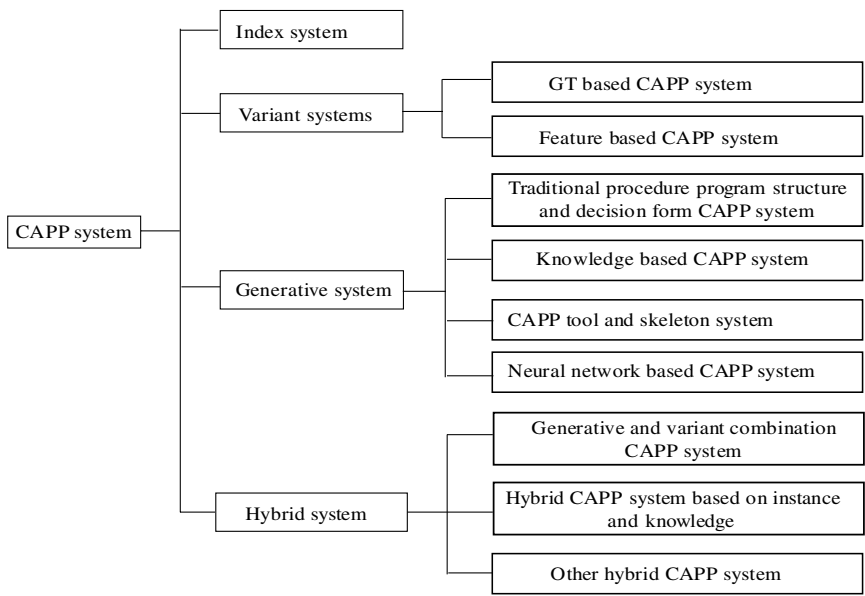 CAPP system
Index system
Variant systems
GT based CAPP system
Feature based CAPP system
Generative system
Traditional procedure program structure
and decision form CAPP system
Knowledge based CAPP system
CAPP tool and skeleton system
Neural network based CAPP system
Hybrid system
Generative and variant combination
CAPP system
Hybrid CAPP system based on instance
and knowledge
Other hybrid CAPP system